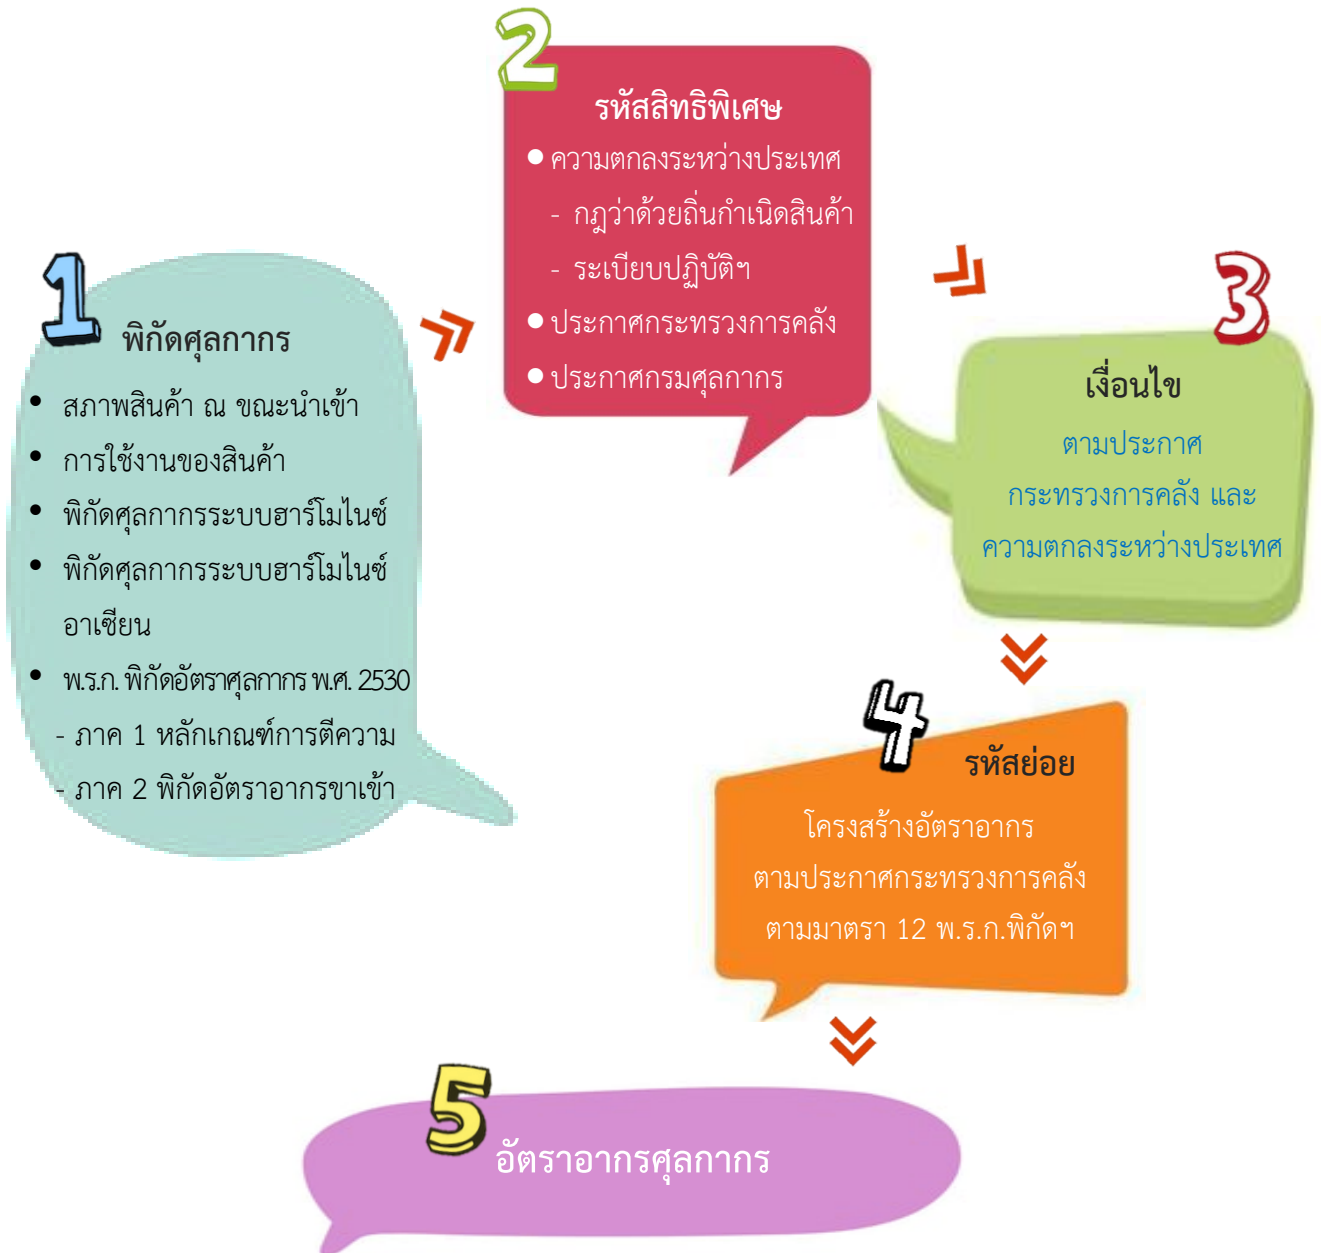 1
พิกัดศุลกากร
• สภาพสินค้า ณ ขณะนำเข้า
• การใช้งานของสินค้า
• พิกัดศุลกากรระบบฮาร์โมไนซ์
• พิกัดศุลกากรระบบฮาร์โมไนซ์
อาเซียน
• พ.ร.ก. พิกัดอัตราศุลกากร พ.ศ. 2530
- ภาค 1 หลักเกณฑ์การตีความ
- ภาค 2 พิกัดอัตราอากรขาเข้า
2
รหัสสิทธิพิเศษ
• ความตกลงระหว่างประเทศ
- กฎว่าด้วยถิ่นกำเนิดสินค้า
- ระเบียบปฏิบัติฯ
• ประกาศกระทรวงการคลัง
• ประกาศกรมศุลกากร
3
เงื่อนไข
ตามประกาศ
กระทรวงการคลัง และ
ความตกลงระหว่างประเทศ
4
รหัสย่อย
โครงสร้างอัตราอากร
ตามประกาศกระทรวงการคลัง
ตามมาตรา 12 พ.ร.ก.พิกัดฯ
5
อัตราอากรศุลกากร